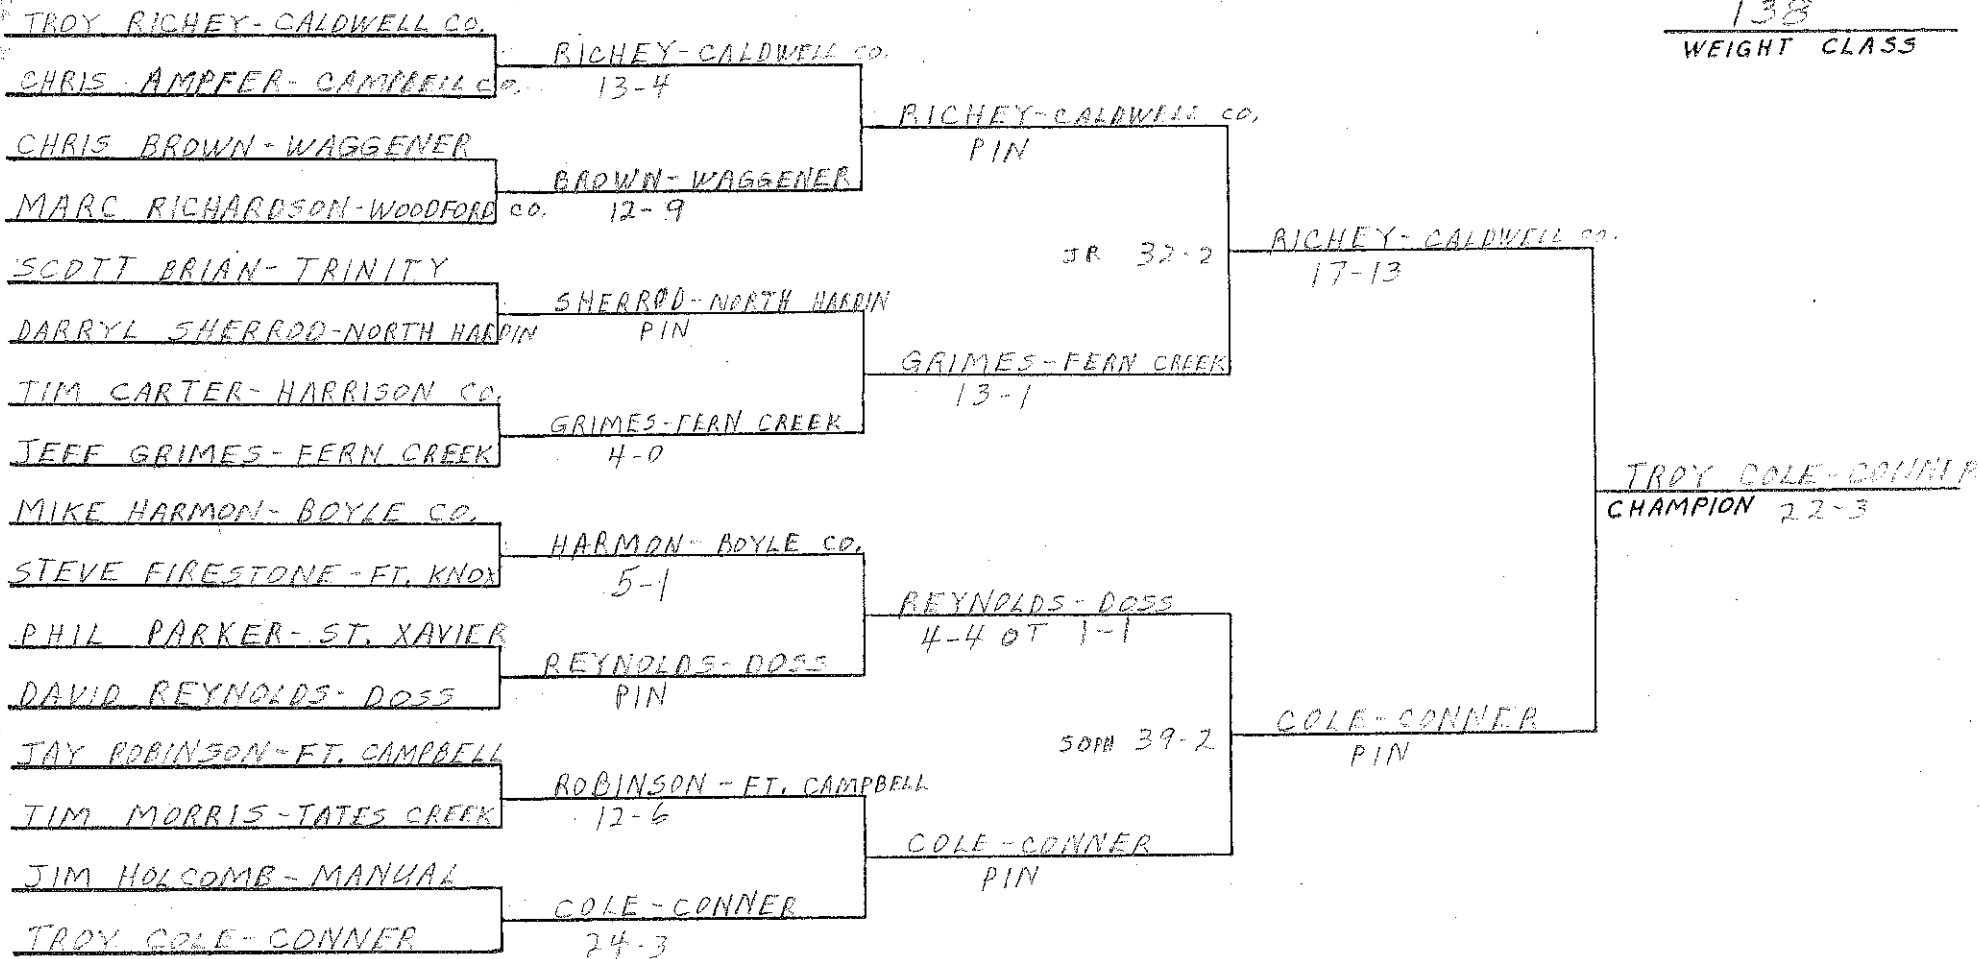 138
WEIGHT CLASS
TROY RICHEY-CALDWELL CO.
CHRIS AMPFER-CAMPBELL CO.
CHRIS BROWN-WAGGENER
MARC RICHARDSON-WOODFORD CO.
SCOTT BRIAN-TRINITY
DARRYL SHERROD-NORTH HARDIN
TIM CARTER-HARRISON CO.
JEFF GRIMES-FERN CREEK
MIKE HARMON-BOYLE CO.
STEVE FIRESTONE-FT. KNOX
PHIL PARKER-ST. XAVIER
DAVID REYNOLDS-DOSS
JAY ROBINSON-FT. CAMPBELL
TIM MORRIS-TATES CREEK
JIM HOLCOMB-MANUAL
TROY COLE-CONNER
RICHEY-CALDWELL CO.
13-4
BROWN-WAGGENER
12-9
SHERROD-NORTH HARDIN
PIN
GRIMES-FERN CREEK
4-0
HARMON-BOYLE CO.
5-1
REYNOLDS-DOSS
PIN
ROBINSON-FT. CAMPBELL
12-6
COLE-CONNER
24-3
RICHEY-CALDWELL CO.
PIN
GRIMES-FERN CREEK
13-1
REYNOLDS-DOSS
4-4 OT 1-1
COLE-CONNER
PIN
JR 32-2
RICHEY-CALDWELL CO.
17-13
SOPH 39-2
COLE-CONNER
PIN
TROY COLE-CONNER
CHAMPION 22-3